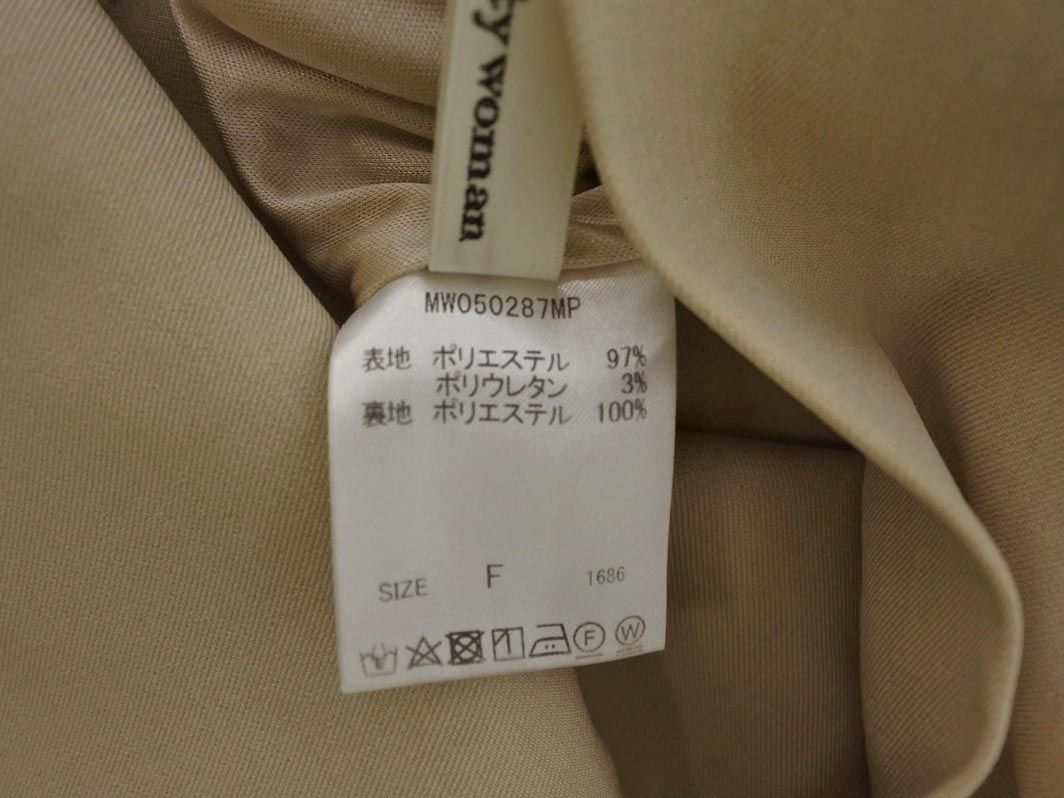 woman
MW050287MP
表地 ポリエステル 97%
ポリウレタン 3%
裏地 ポリエステル 100%
SIZE F 1686
F W